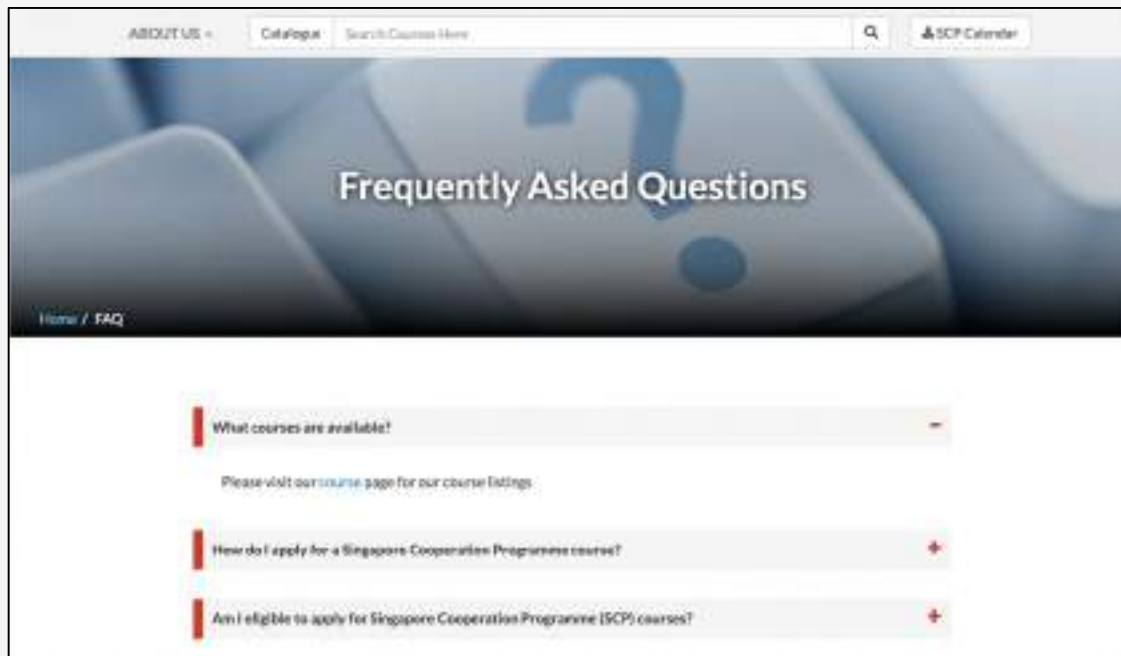 ABOUT US
Catalogue Search Courses Here SCP Calendar
Frequently Asked Questions
Home / FAQ
What courses are available?
Please visit our course page for our course listings
How do I apply for a Singapore Cooperation Programme course?
Am I eligible to apply for Singapore Cooperation Programme (SCP) courses?